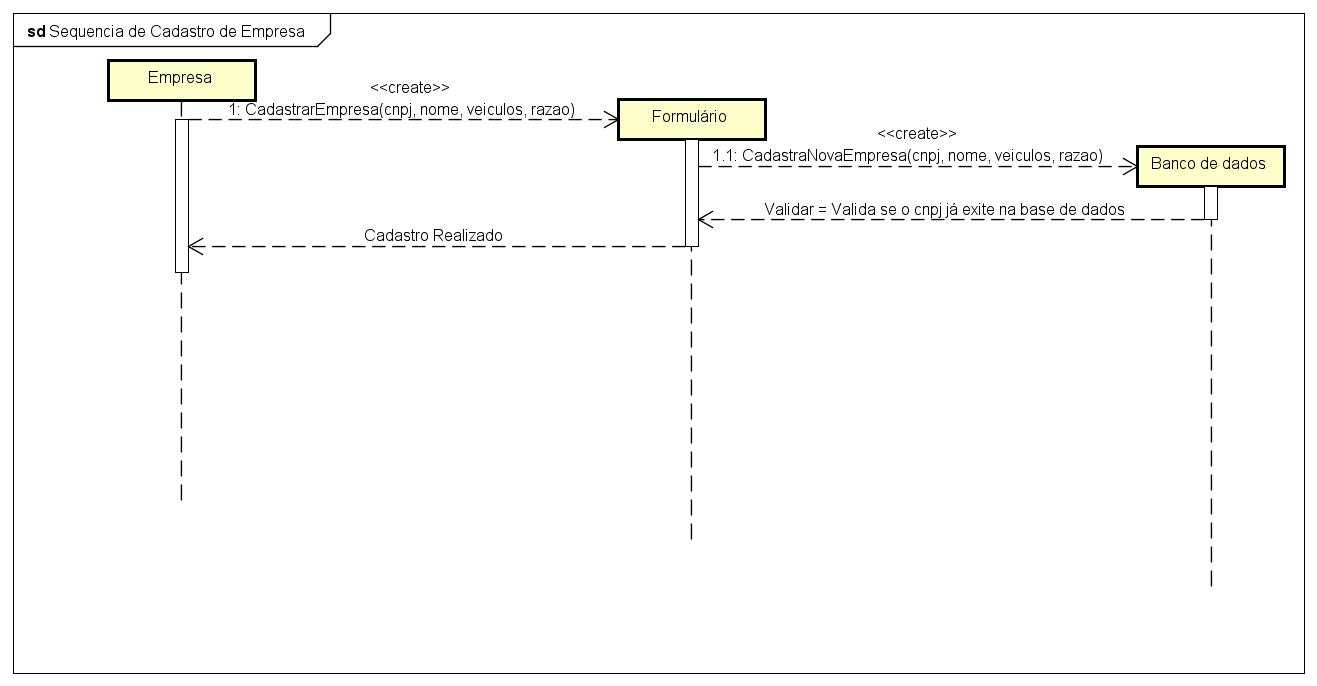 sd Sequencia de Cadastro de Empresa
Empresa
<<create>>
1: CadastrarEmpresa(cnpj, nome, veiculos, razao)
Formulário
<<create>>
1.1: CadastraNovaEmpresa(cnpj, nome, veiculos, razao)
Banco de dados
Validar = Valida se o cnpj já exite na base de dados
Cadastro Realizado